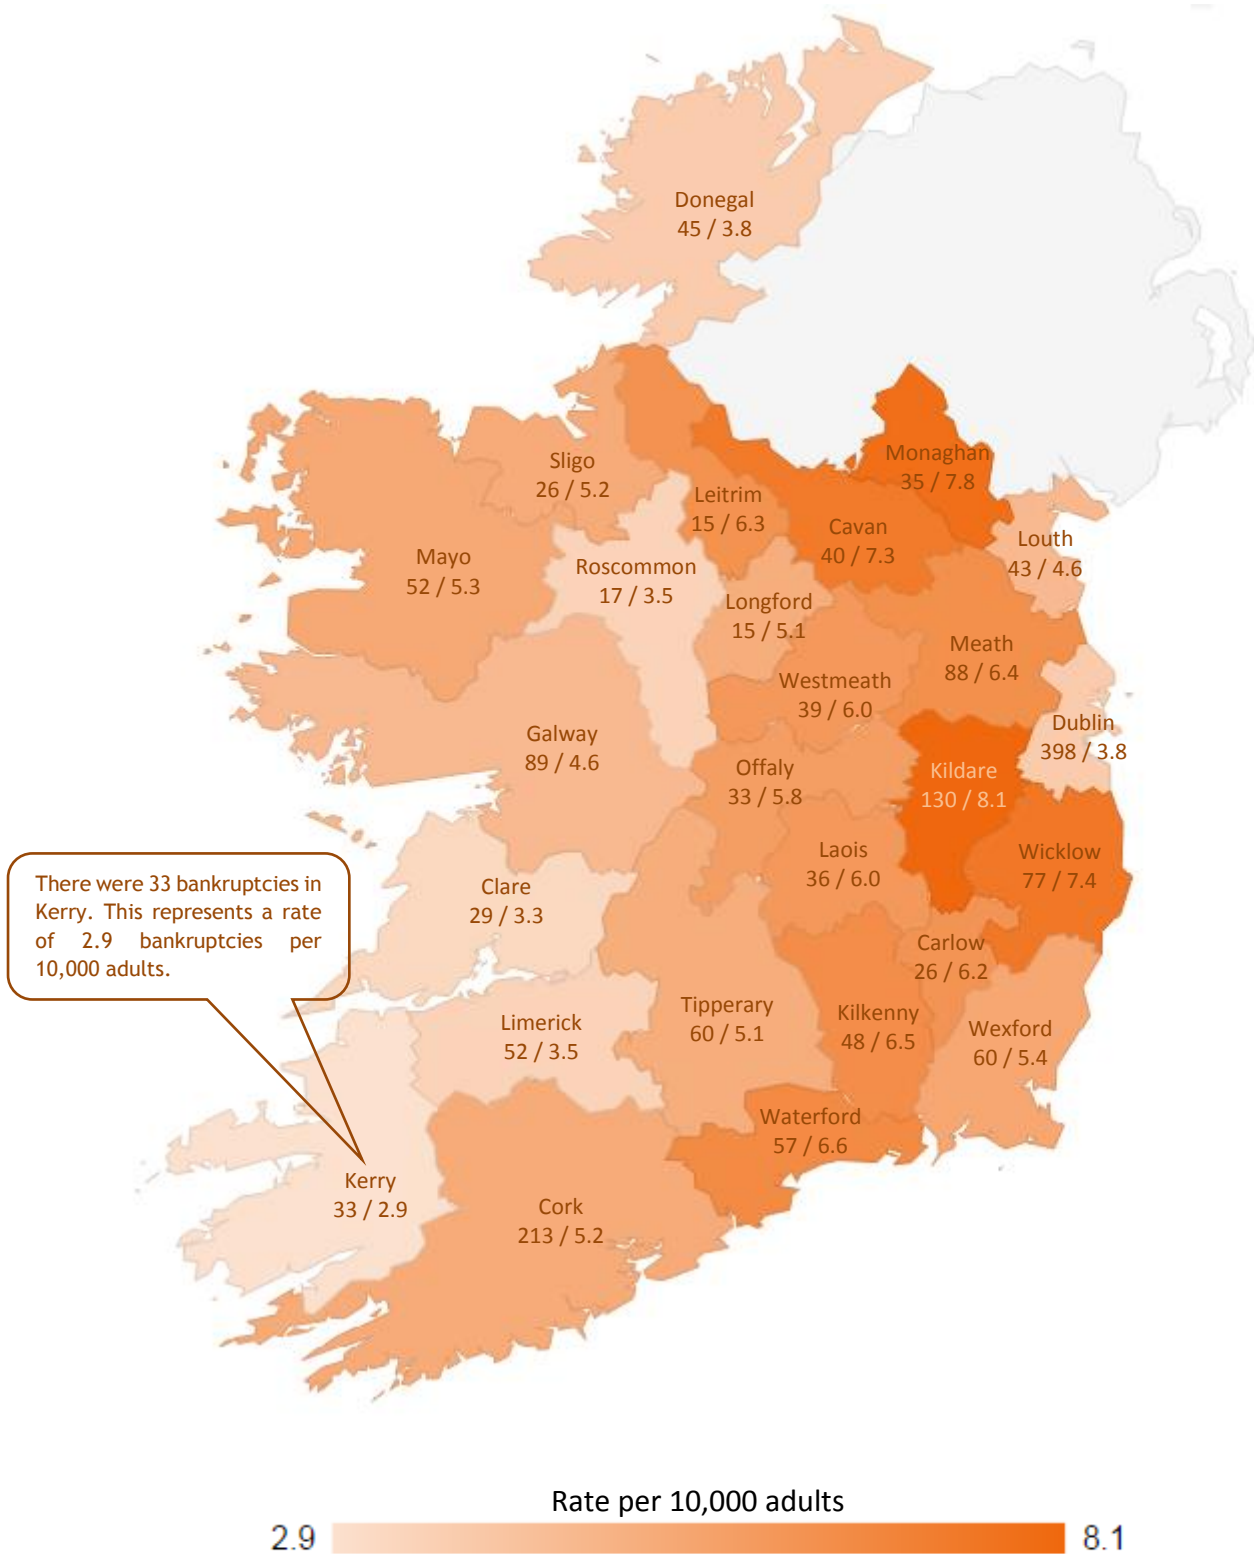 Donegal
45 / 3.8
Monaghan
35 / 7.8
Sligo
26 / 5.2
Leitrim
15 / 6.3
Cavan
40 / 7.3
Louth
43 / 4.6
Mayo
52 / 5.3
Roscommon
17 / 3.5
Longford
15 / 5.1
Meath
88 / 6.4
Westmeath
39 / 6.0
Dublin
398 / 3.8
Galway
89 / 4.6
Offaly
33 / 5.8
Kildare
130 / 8.1
Laois
36 / 6.0
Wicklow
77 / 7.4
There were 33 bankruptcies in
Kerry. This represents a rate
of 2.9 bankruptcies per
10,000 adults.
Clare
29 / 3.3
Carlow
26 / 6.2
Limerick
52 / 3.5
Tipperary
60 / 5.1
Kilkenny
48 / 6.5
Wexford
60 / 5.4
Waterford
57 / 6.6
Kerry
33 / 2.9
Cork
213 / 5.2
Rate per 10,000 adults
2.9
8.1